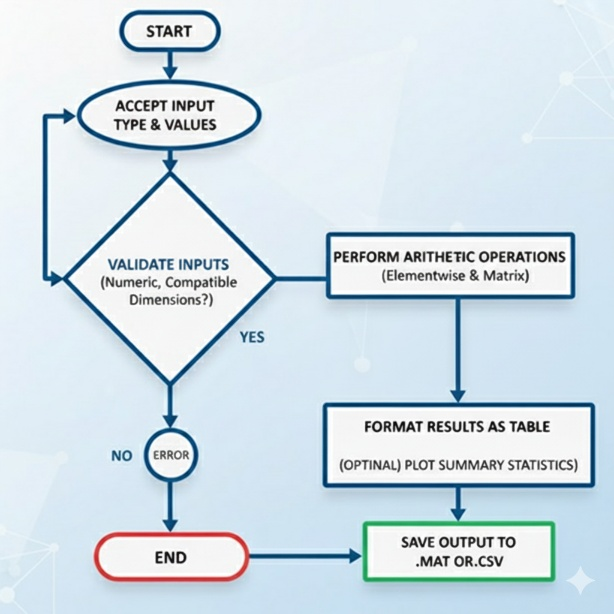 START
ACCEPT INPUT
TYPE & VALUES
VALIDATE INPUTS
(Numeric, Compatible
Dimensions?)
YES
PERFORM ARITHETIC OPERATIONS
(Elementwise & Matrix)
NO
ERROR
FORMAT RESULTS AS TABLE
(OPTINAL) PLOT SUMMARY STATISTICS)
END
SAVE OUTPUT TO
.MAT OR.CSV